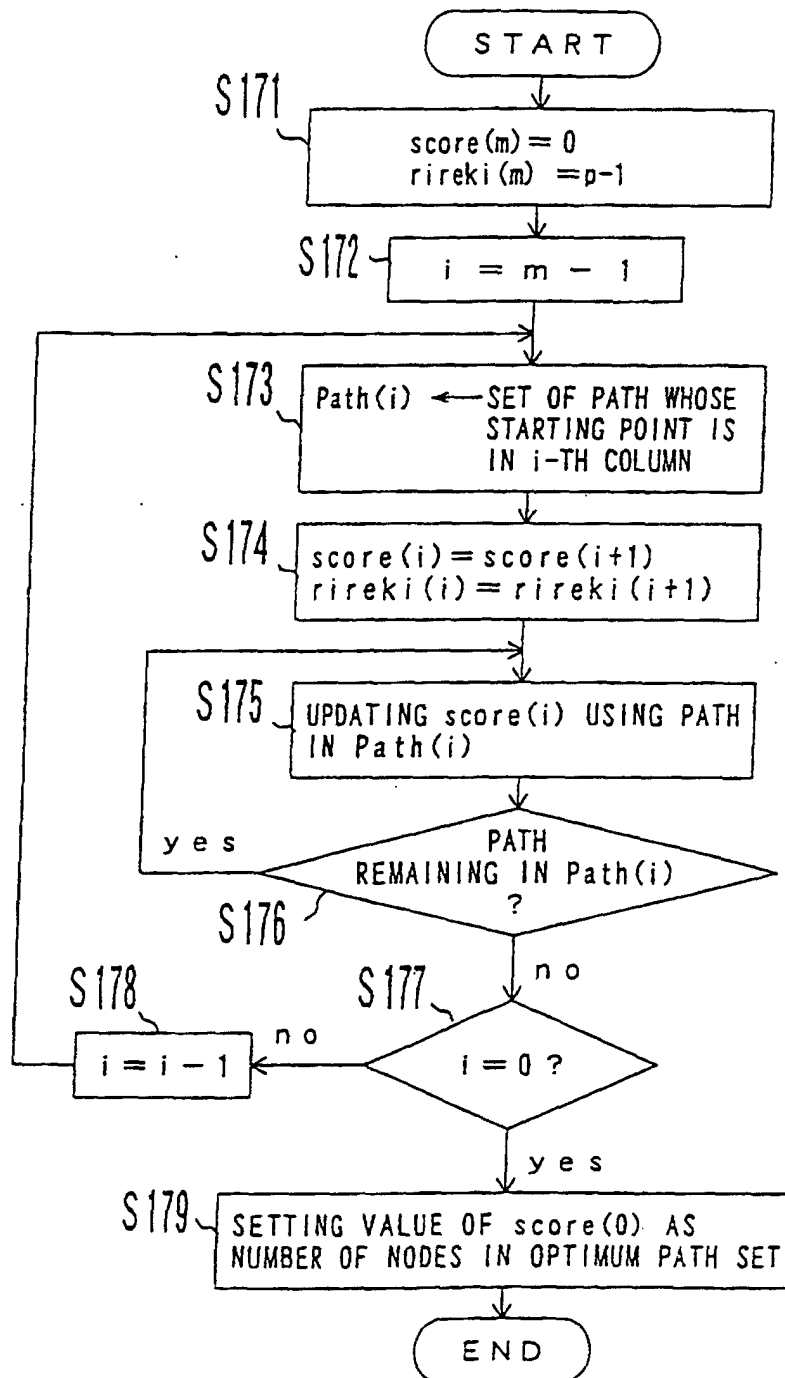 START
S171
score(m)=0
rireki(m) =p-1
S172
i = m - 1
S173
Path(i) ← SET OF PATH WHOSE
STARTING POINT IS
IN i-TH COLUMN
S174
score(i)=score(i+1)
rireki(i)=rireki(i+1)
S175
UPDATING score(i) USING PATH
IN Path(i)
yes
PATH
REMAINING IN Path(i)
?
S176
no
S177
S178
no
i=i-1
i=0?
yes
S179
SETTING VALUE OF score(0) AS
NUMBER OF NODES IN OPTIMUM PATH SET
END